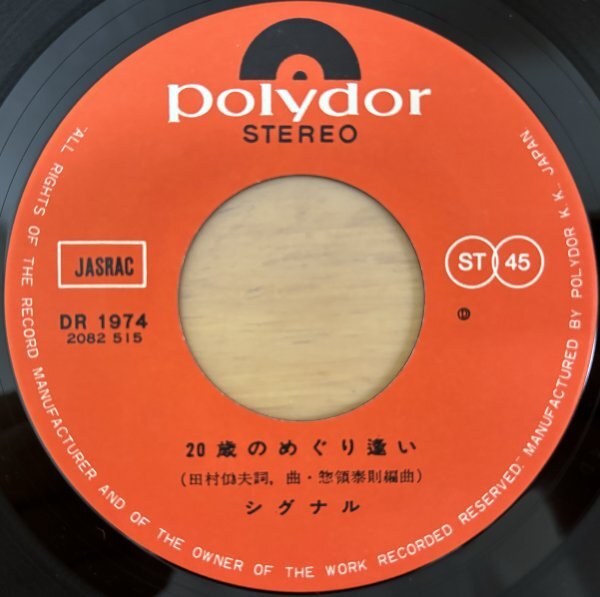 polydor
STEREO
JASRAC
DR 1974
2082 515
ST 45
Ⓟ
20歳のめぐり逢い
(田村功夫詞，曲・惣領泰則編曲)
シグナル
"ALL RIGHTS OF THE RECORD MANUFACTURER AND OF THE OWNER OF THE WORK RECORDED RESERVED." MANUFACTURED BY POLYDOR K. K. JAPAN